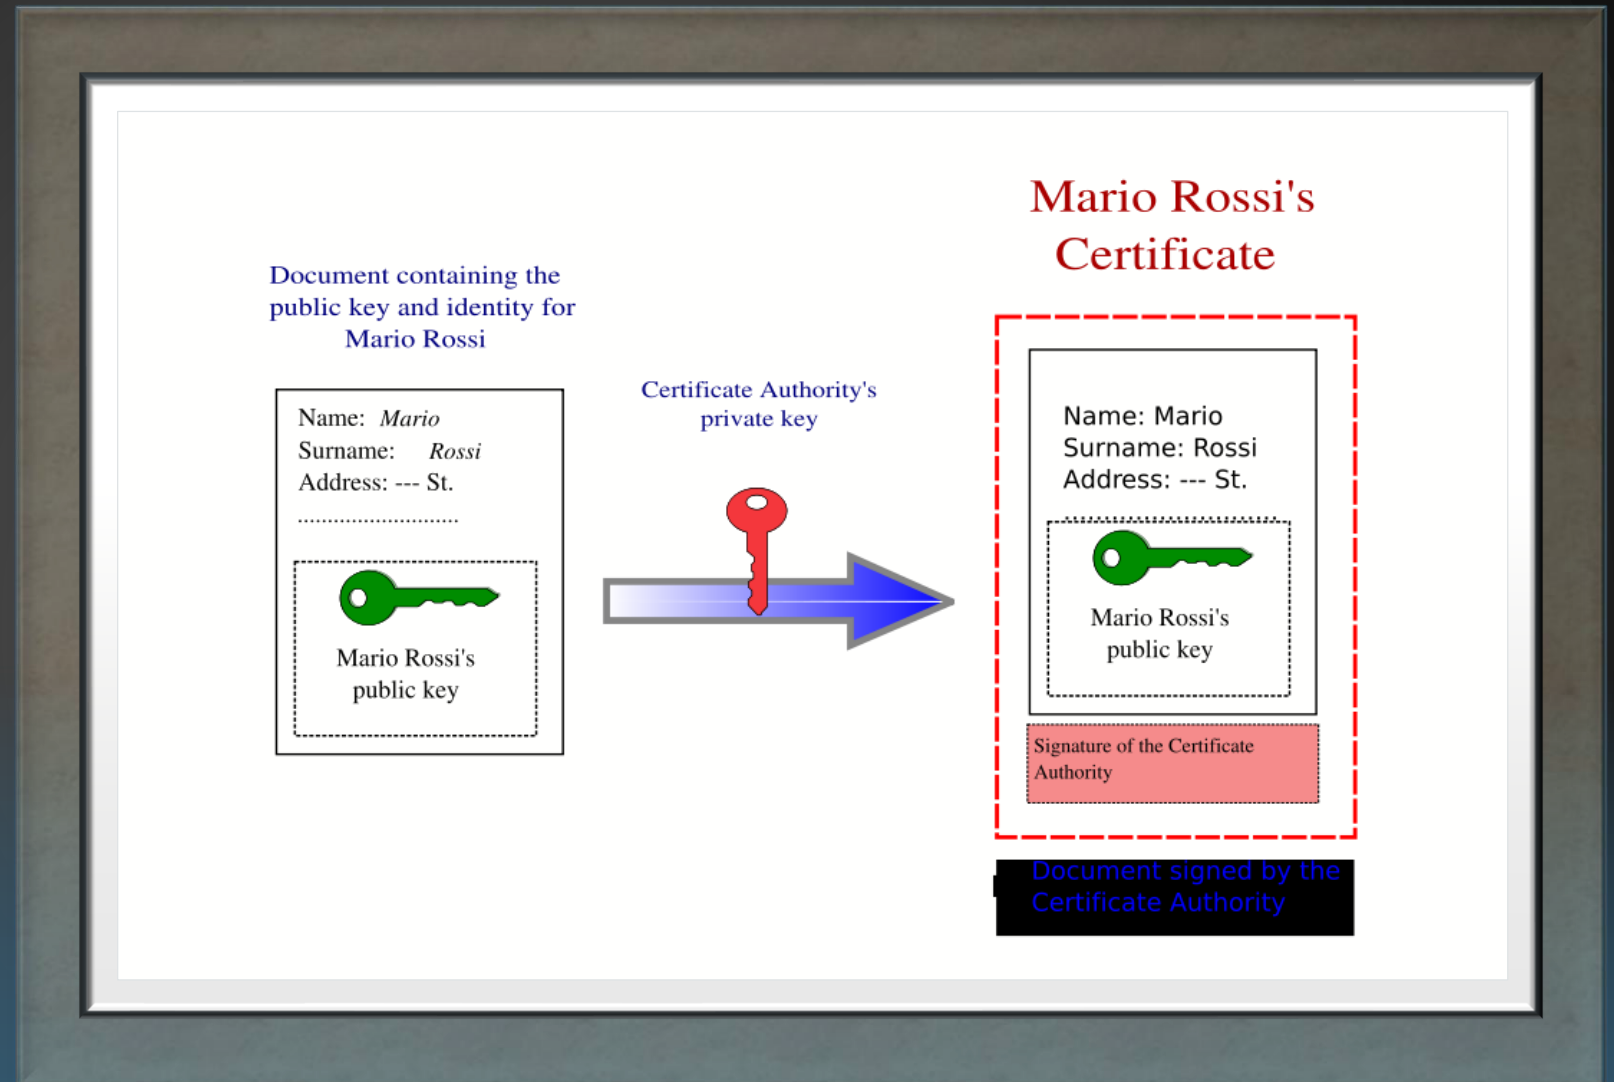 Mario Rossi's
Certificate
Document containing the
public key and identity for
Mario Rossi
Certificate Authority's
private key
Name: Mario
Surname: Rossi
Address: --- St.
...........................
Mario Rossi's
public key
Name: Mario
Surname: Rossi
Address: --- St.
...........................
Mario Rossi's
public key
Signature of the Certificate
Authority
Document signed by the
Certificate Authority